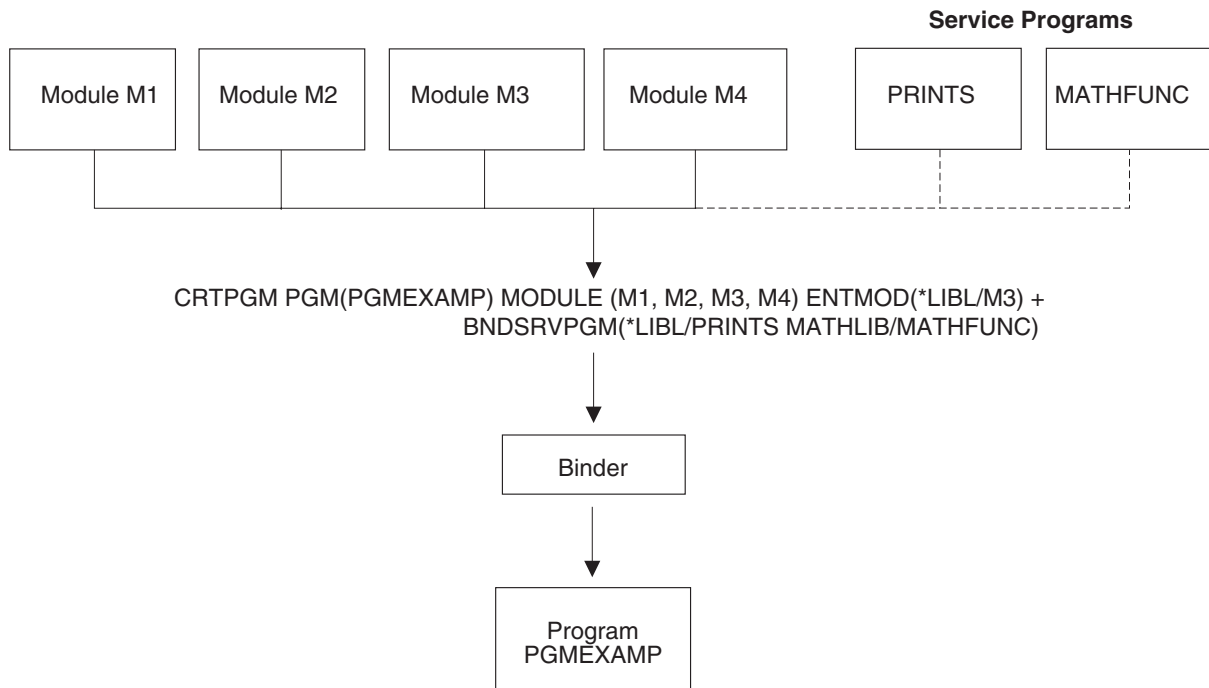 Service Programs
Module M1
Module M2
Module M3
Module M4
PRINTS
MATHFUNC
CRTPGM PGM(PGMEXAMP) MODULE (M1, M2, M3, M4) ENTMOD(*LIBL/M3) +
BNDSRVPGM(*LIBL/PRINTS MATHLIB/MATHFUNC)
Binder
Program
PGMEXAMP